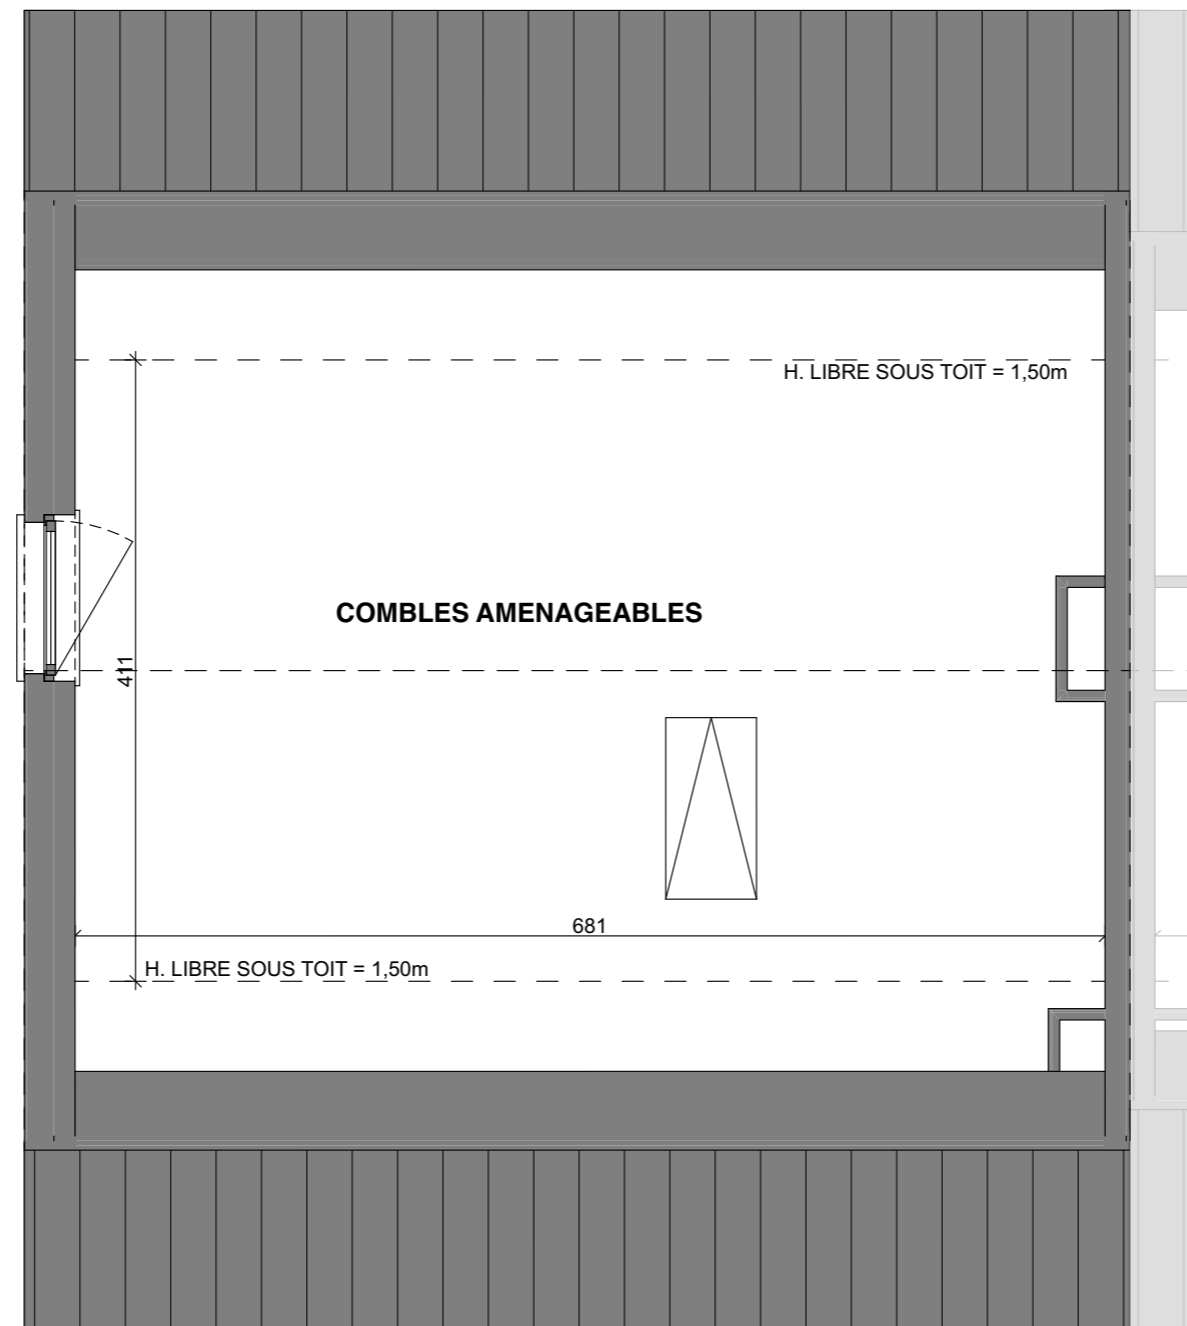 H. LIBRE SOUS TOIT = 1,50m
COMBLES AMENAGEABLES
411
681
H. LIBRE SOUS TOIT = 1,50m